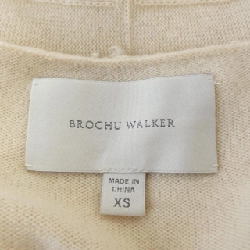 BROCHU WALKER
MADE IN
CHINA
XS